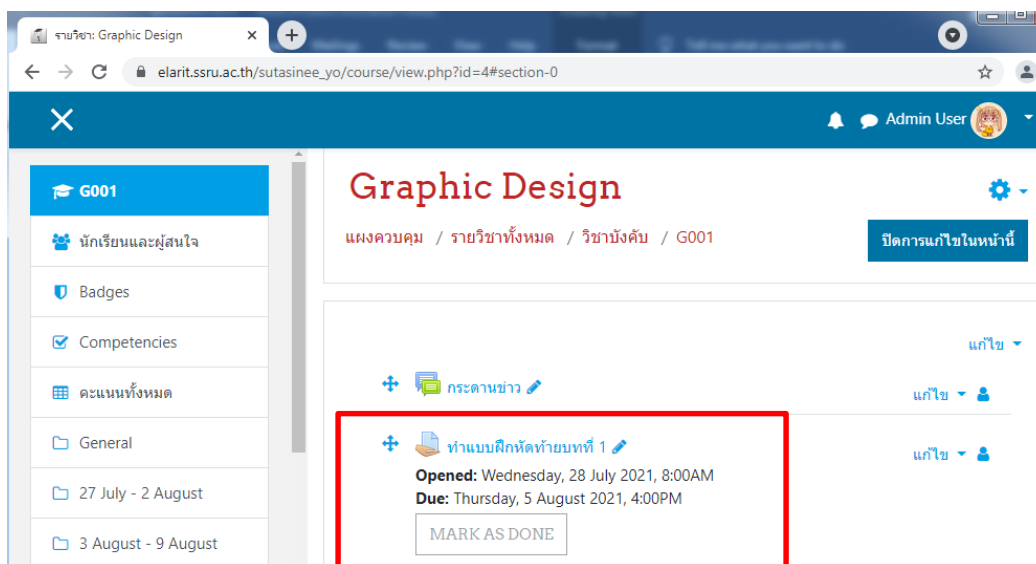 รายวิชา: Graphic Design
elarit.ssru.ac.th/sutasinee_yo/course/view.php?id=4#section-0
Admin User
G001
นักเรียนและผู้สนใจ
Badges
Competencies
คะแนนทั้งหมด
General
27 July - 2 August
3 August - 9 August
Graphic Design
แผงควบคุม / รายวิชาทั้งหมด / วิชาบังคับ / G001
ปิดการแก้ไขในหน้านี้
แก้ไข
กระดานข่าว
แก้ไข
ทำแบบฝึกหัดท้ายบทที่ 1
แก้ไข
Opened: Wednesday, 28 July 2021, 8:00AM
Due: Thursday, 5 August 2021, 4:00PM
MARK AS DONE